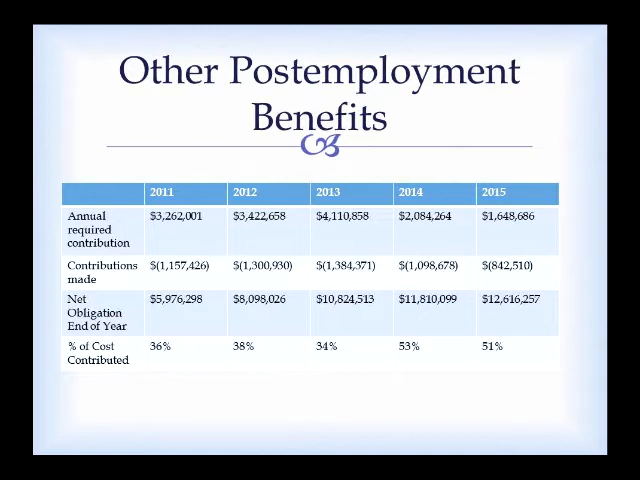 Other Postemployment
Benefits
2011 2012 2013 2014 2015
Annual required contribution $3,262,001 $3,422,658 $4,110,858 $2,084,264 $1,648,686
Contributions made $(1,157,426) $(1,300,930) $(1,384,371) $(1,098,678) $(842,510)
Net Obligation End of Year $5,976,298 $8,098,026 $10,824,513 $11,810,099 $12,616,257
% of Cost Contributed 36% 38% 34% 53% 51%